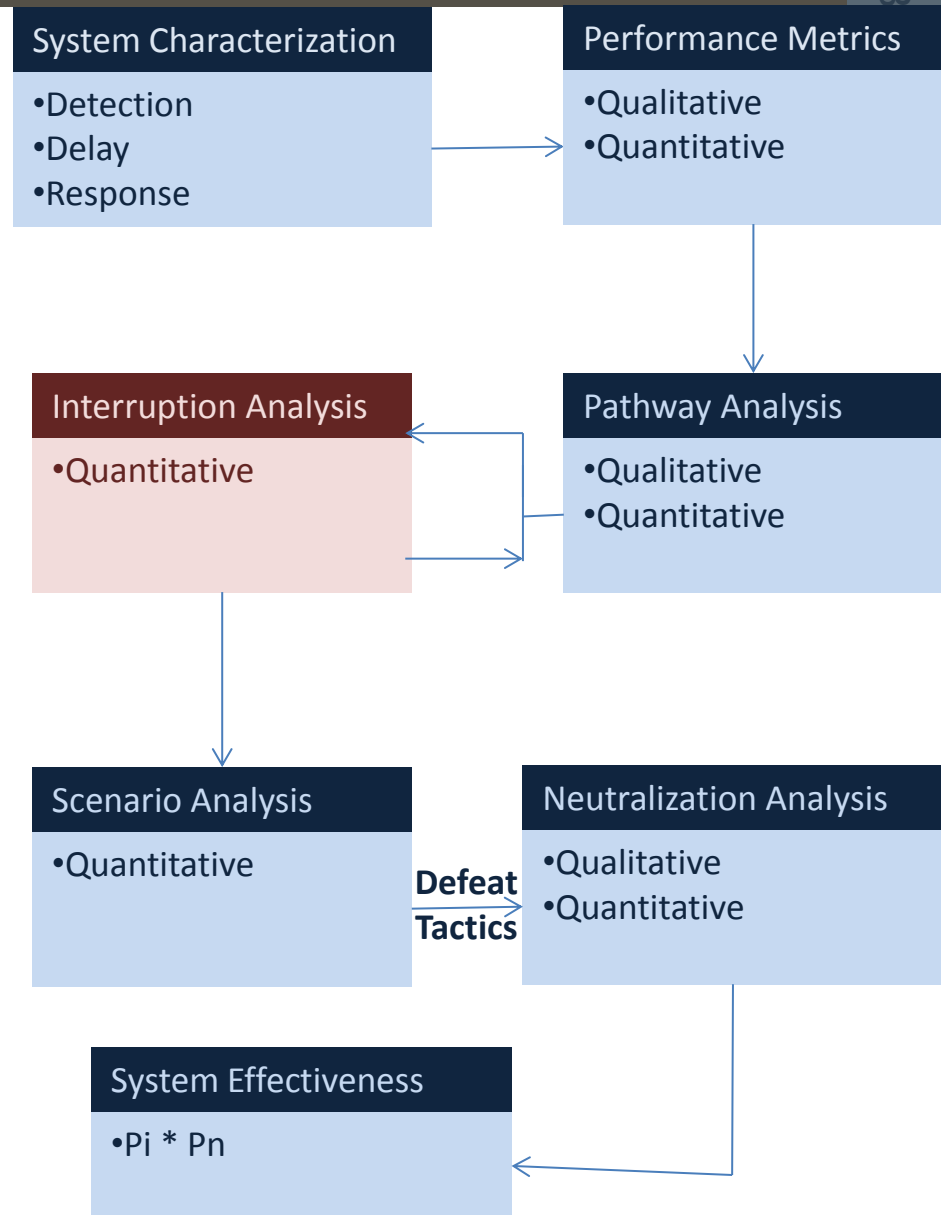 System Characterization
•Detection
•Delay
•Response
Performance Metrics
•Qualitative
•Quantitative
Interruption Analysis
•Quantitative
Pathway Analysis
•Qualitative
•Quantitative
Scenario Analysis
•Quantitative
Defeat
Tactics
Neutralization Analysis
•Qualitative
•Quantitative
System Effectiveness
•Pi * Pn